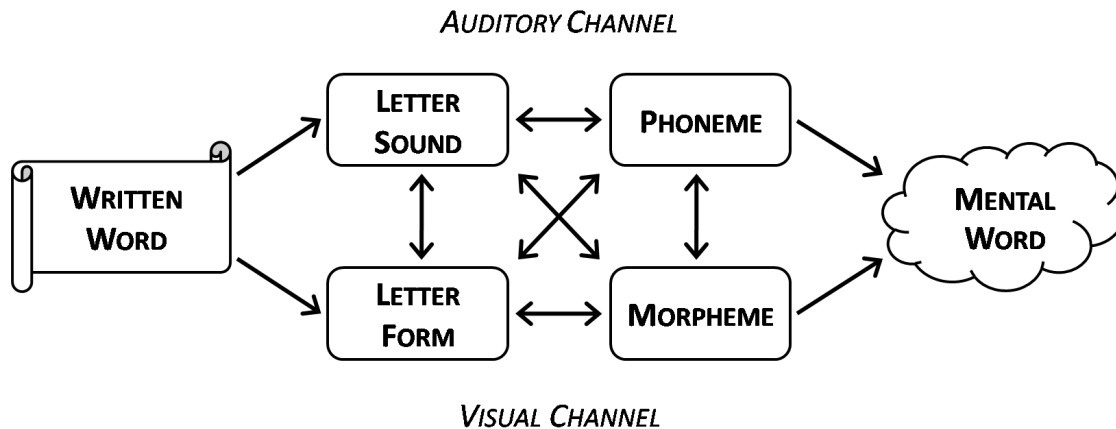 AUDITORY CHANNEL
LETTER
SOUND
PHONEME
WRITTEN
WORD
MENTAL
WORD
LETTER
FORM
MORPHEME
VISUAL CHANNEL